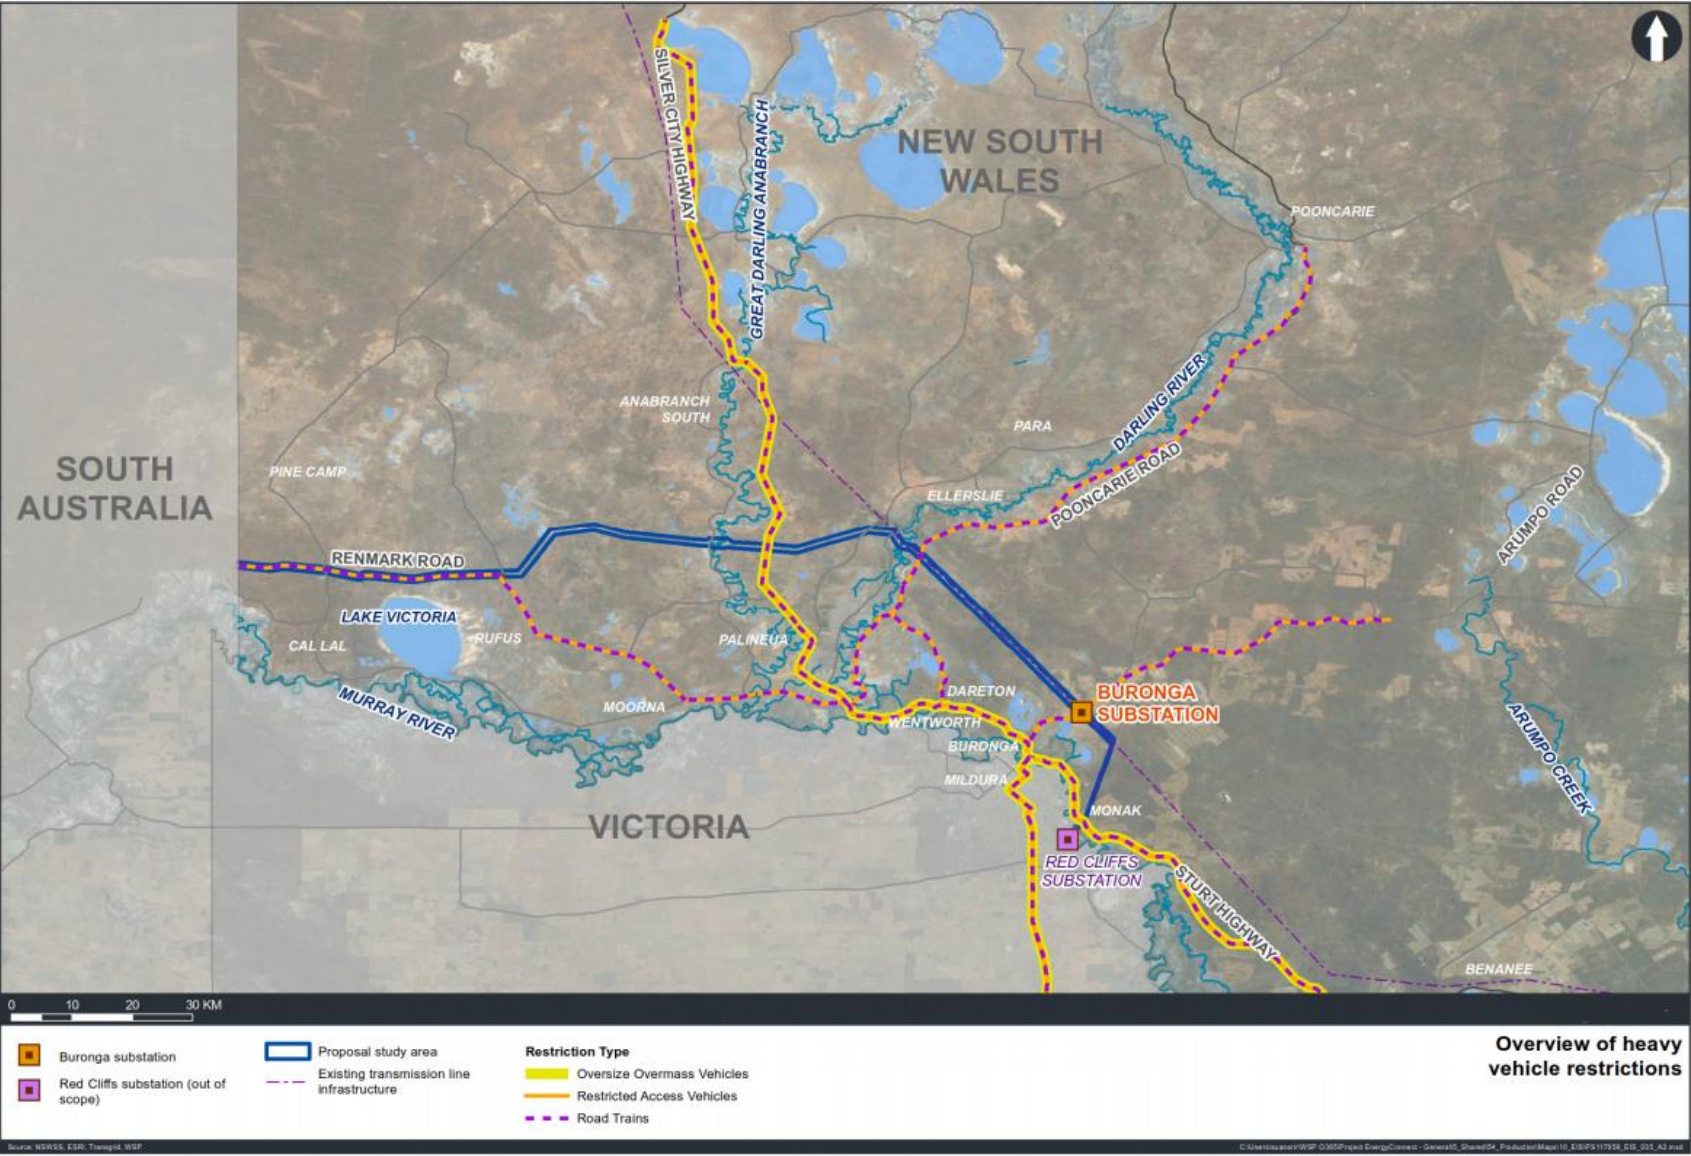 SILVER CITY HIGHWAY
GREAT DARLING ANABRANCH
NEW SOUTH
WALES
POONCARIE
ANABRANCH
SOUTH
PARA
DARLING RIVER
PINE CAMP
SOUTH
AUSTRALIA
ELLERSLIE
POONCARIE ROAD
ARUMPO ROAD
RENMARK ROAD
LAKE VICTORIA
CAL LAL
RUFUS
PALINEUA
MURRAY RIVER
MOORNA
DARETON
BURONGA
SUBSTATION
WENTWORTH
BURONGA
MILDURA
ARUMPO CREEK
MONAK
VICTORIA
RED CLIFFS
SUBSTATION
STURT HIGHWAY
BENANEE
0 10 20 30 KM
Buronga substation
Red Cliffs substation (out of
scope)
Proposal study area
Existing transmission line
infrastructure
Restriction Type
Oversize Overmass Vehicles
Restricted Access Vehicles
Road Trains
Overview of heavy
vehicle restrictions
Source: NSWSS, ESRI, Transgrid, WSP